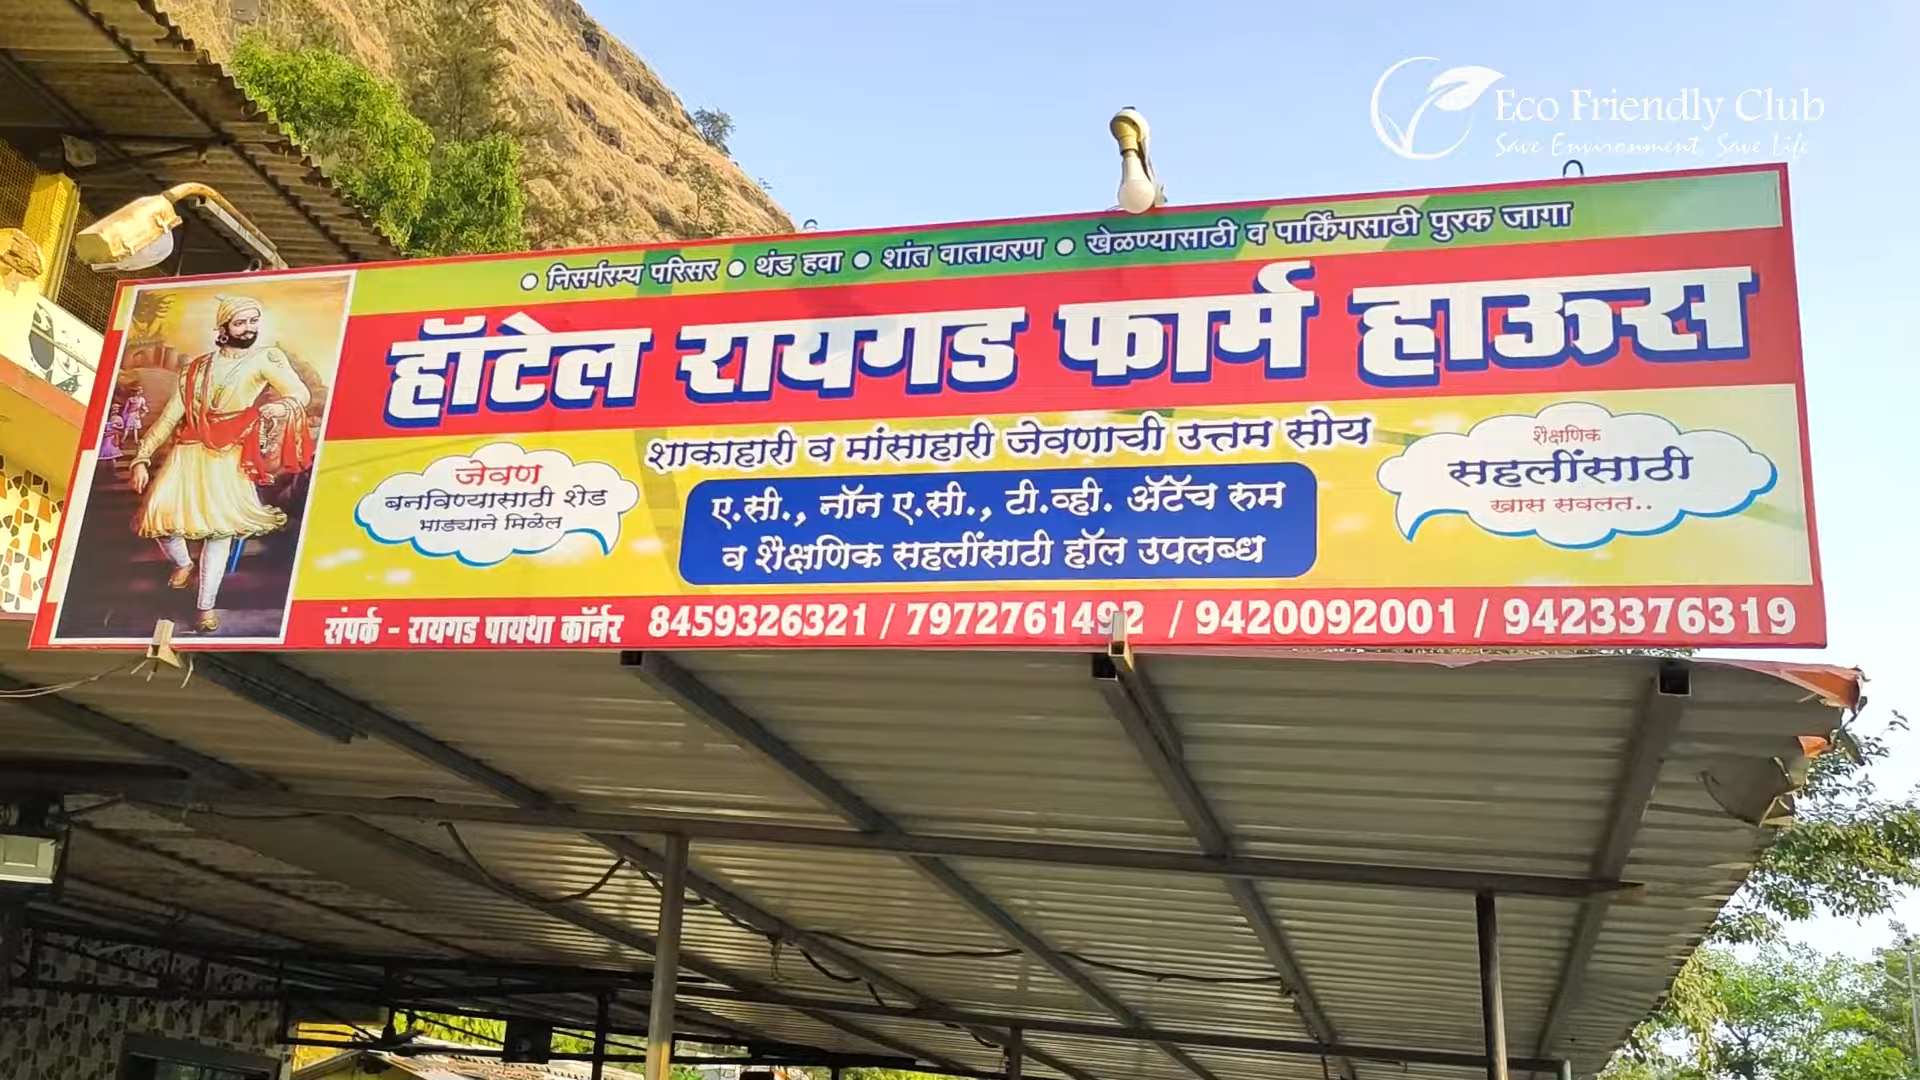 Eco Friendly Club
Save Environment, Save Life
● निसर्गरम्य परिसर ● थंड हवा ● शांत वातावरण ● खेळण्यासाठी व पार्किंगसाठी पुरक जागा
हॉटेल रायगड फार्म हाऊस
शाकाहारी व मांसाहारी जेवणाची उत्तम सोय
जेवण
बनविण्यासाठी शेड
भाड्याने मिळेल
ए.सी., नॉन ए.सी., टी.व्ही. अ‍ॅटॅच रुम
व शैक्षणिक सहलींसाठी हॉल उपलब्ध
शैक्षणिक
सहलींसाठी
खास सवलत..
संपर्क - रायगड पायथा कॉर्नर 8459326321 / 7972761492 / 9420092001 / 9423376319